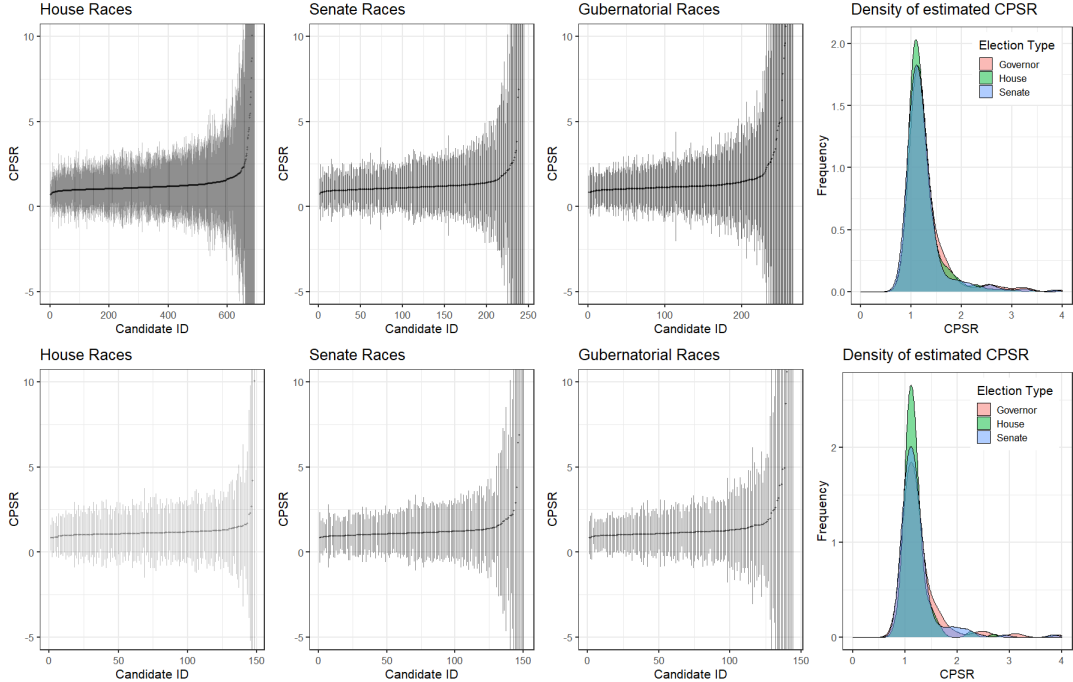 House Races
Senate Races
Gubernatorial Races
Density of estimated CPSR
10
5
0
-5
CPSR
0
200
400
600
Candidate ID
10
5
0
-5
CPSR
0
50
100
150
200
250
Candidate ID
10
5
0
-5
CPSR
0
100
200
Candidate ID
2.0
1.5
1.0
0.5
0.0
Frequency
Election Type
Governor
House
Senate
0
1
2
3
4
CPSR
House Races
Senate Races
Gubernatorial Races
Density of estimated CPSR
10
5
0
-5
CPSR
0
50
100
150
Candidate ID
10
5
0
-5
CPSR
0
50
100
150
Candidate ID
10
5
0
-5
CPSR
0
50
100
150
Candidate ID
2
1
0
Frequency
Election Type
Governor
House
Senate
0
1
2
3
4
CPSR